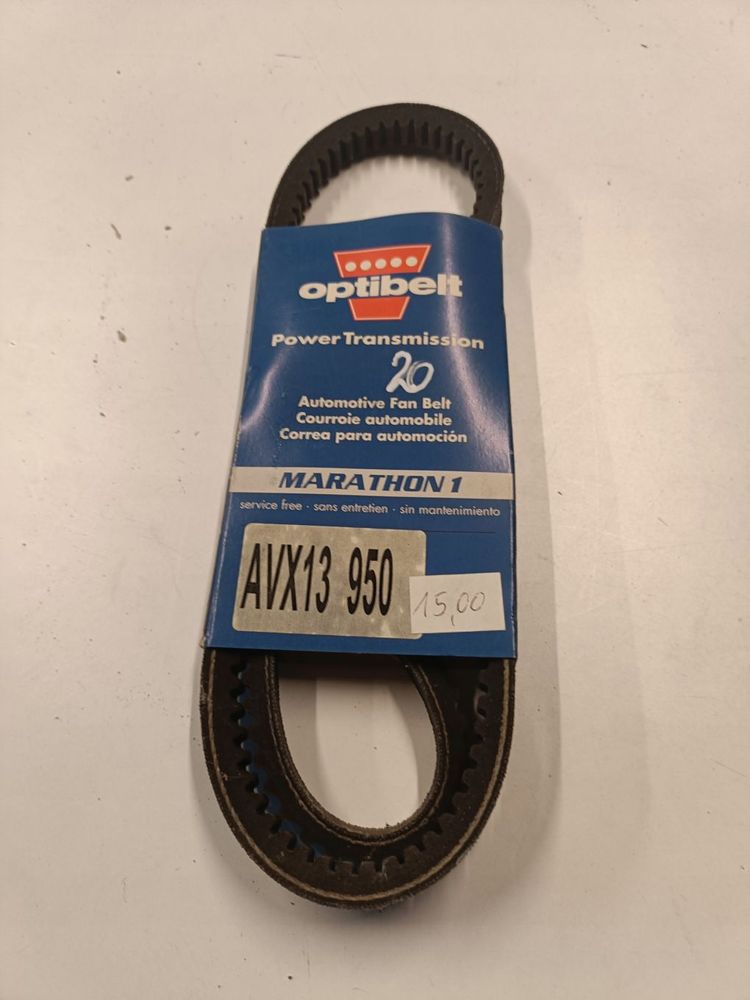 optibelt
Power Transmission
20
Automotive Fan Belt
Courroie automobile
Correa para automoción
MARATHON 1
service free · sans entretien · sin mantenimiento
AVX13 950
15,00